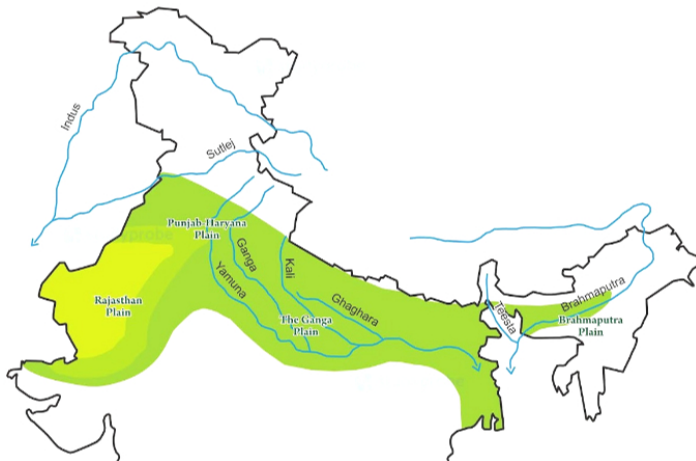 Indus
Sutlej
Punjab-Haryana
Plain
Ganga
Yamuna
Kali
Rajasthan
Plain
Ghaghara
The Ganga
Plain
Teesta
Brahmaputra
Brahmaputra
Plain